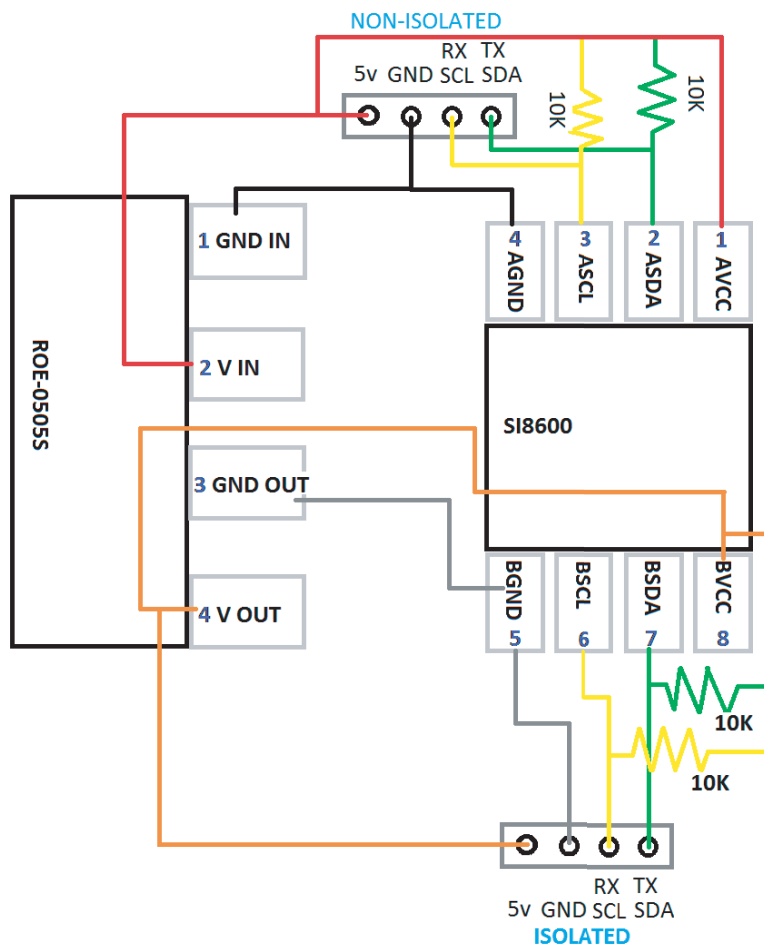 NON-ISOLATED
RX TX
5v GND SCL SDA
10K
10K
1 GND IN
2 V IN
3 GND OUT
4 V OUT
ROE-0505S
4 AGND
3 ASCL
2 ASDA
1 AVCC
SI8600
BGND 5
BSCL 6
BSDA 7
BVCC 8
10K
10K
RX TX
5v GND SCL SDA
ISOLATED